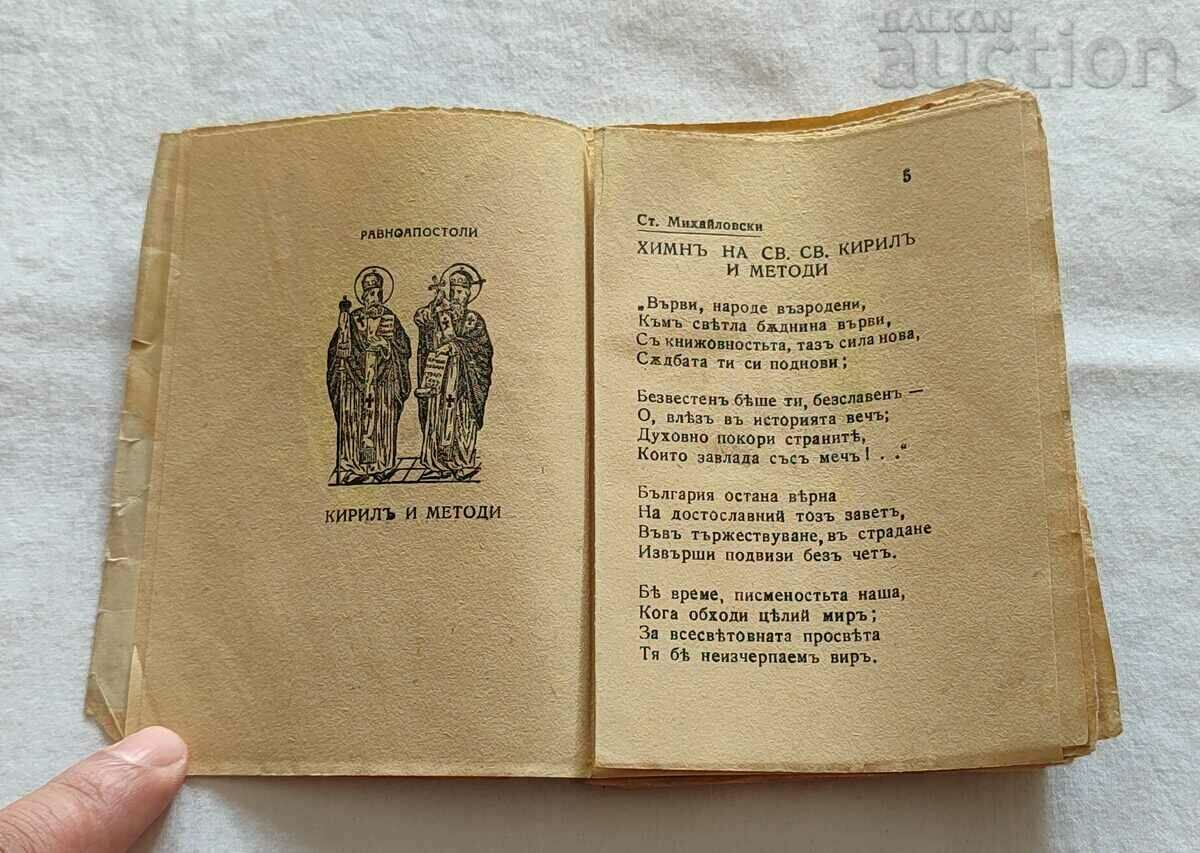 BALKAN
auction
РАВНОАПОСТОЛИ
КИРИЛЪ И МЕТОДИ
5
Ст. Михайловски
ХИМНЪ НА СВ. СВ. КИРИЛЪ
И МЕТОДИ
„Върви, народе възродени,
Къмъ свѣтла бѫднина върви,
Съ книжовностьта, тазъ сила нова,
Сѫдбата ти си поднови;
Безвестенъ бѣше ти, безславенъ —
О, влѣзъ въ историята вечъ;
Духовно покори странитѣ,
Които завлада съсъ мечъ! . .“
България остана вѣрна
На достославний тозъ заветъ,
Въвъ тържествуване, въ страдане
Извърши подвизи безъ четъ.
Бѣ време, писменостьта наша,
Кога обходи цѣлий миръ;
За всесвѣтовната просвѣта
Тя бѣ неизчерпаемъ виръ.